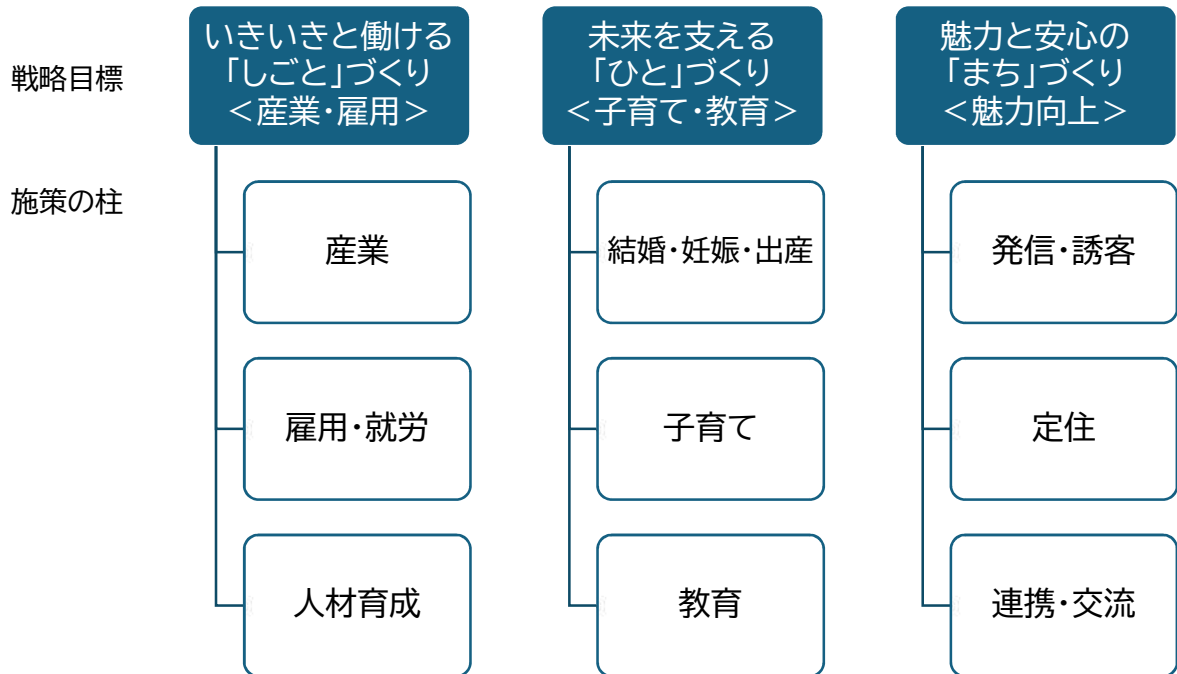 戦略目標
いきいきと働ける
「しごと」づくり
＜産業・雇用＞
未来を支える
「ひと」づくり
＜子育て・教育＞
魅力と安心の
「まち」づくり
＜魅力向上＞
施策の柱
産業
結婚・妊娠・出産
発信・誘客
雇用・就労
子育て
定住
人材育成
教育
連携・交流